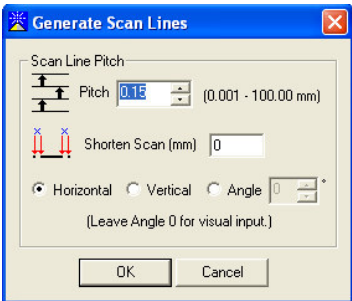 Generate Scan Lines
Scan Line Pitch
Pitch 0.15 (0.001 - 100.00 mm)
Shorten Scan (mm) 0
Horizontal Vertical Angle 0 °
(Leave Angle 0 for visual input.)
OK Cancel